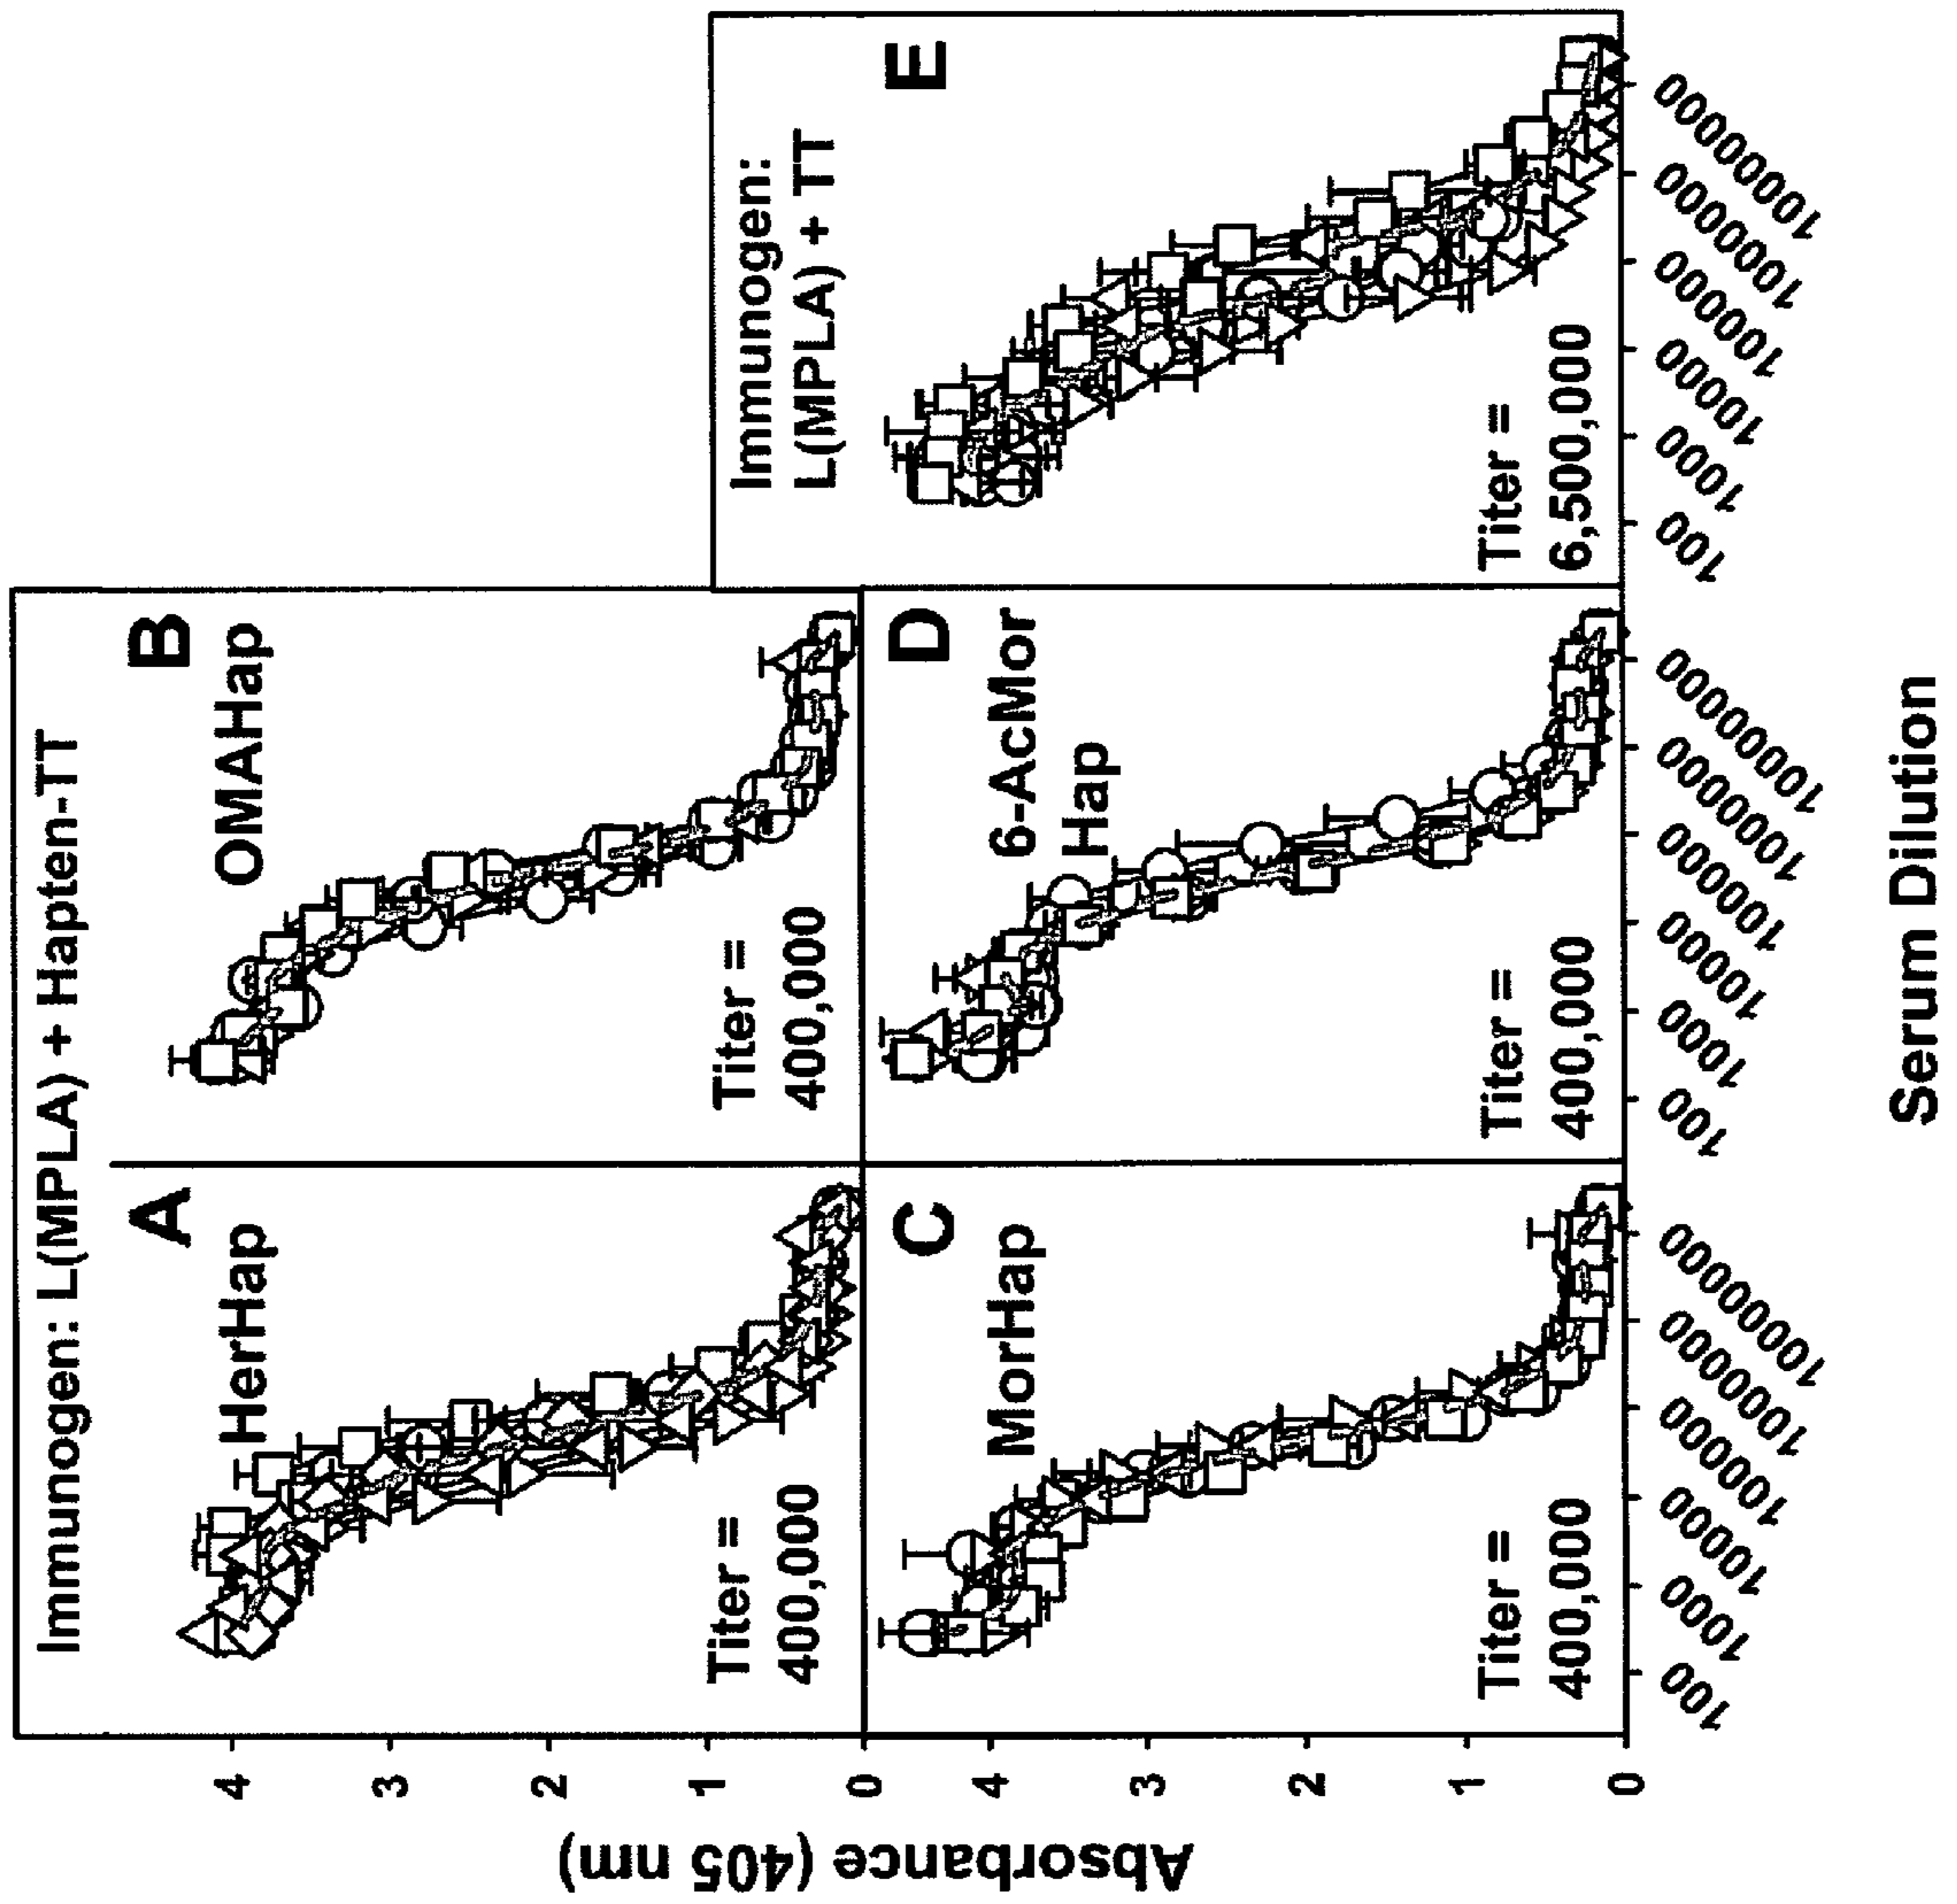 Immunogen: L(MPLA) + Hapten-TT
A
HerHap
Titer =
400,000
B
OMAHap
Titer =
400,000
C
MorHap
Titer =
400,000
D
6-AcMor
Hap
Titer =
400,000
Immunogen:
L(MPLA) + TT
E
Titer =
6,500,000
Absorbance (405 nm)
4
3
2
1
0
4
3
2
1
0
100
1000
10000
100000
1000000
10000000
100
1000
10000
100000
1000000
10000000
100
1000
10000
100000
1000000
10000000
Serum Dilution